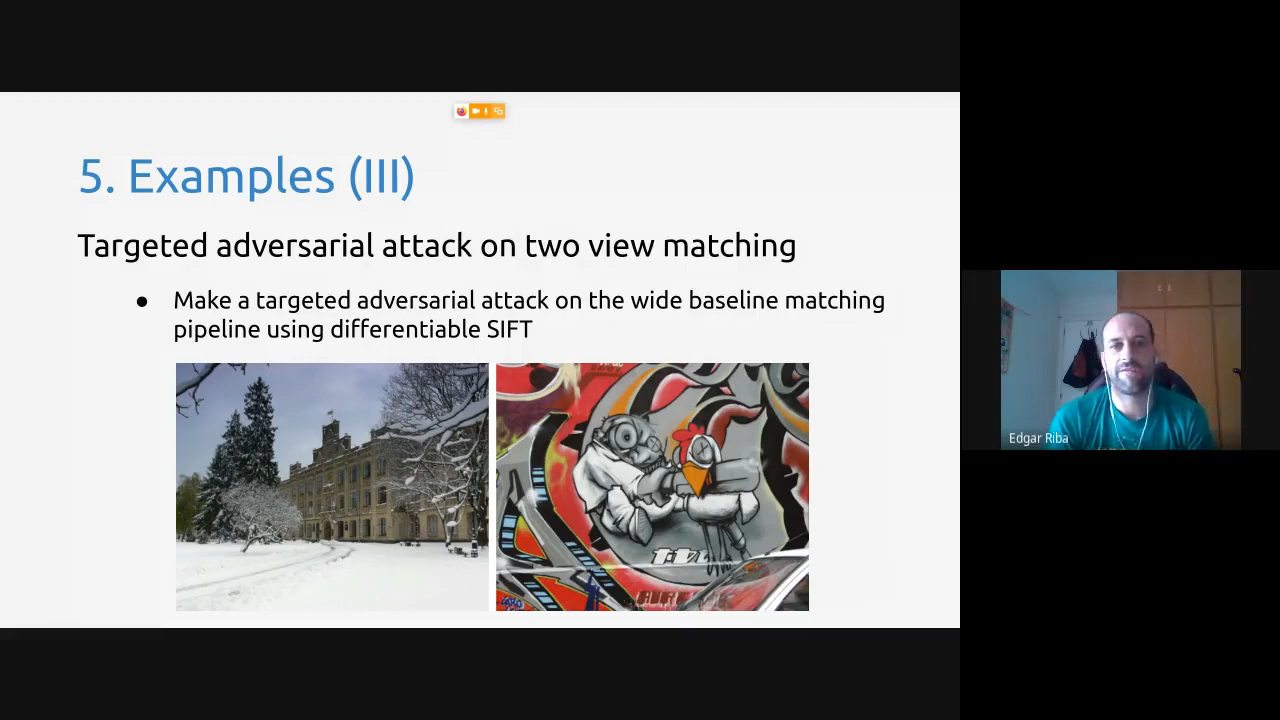 5. Examples (III)
Targeted adversarial attack on two view matching
● Make a targeted adversarial attack on the wide baseline matching
pipeline using differentiable SIFT
Edgar Riba